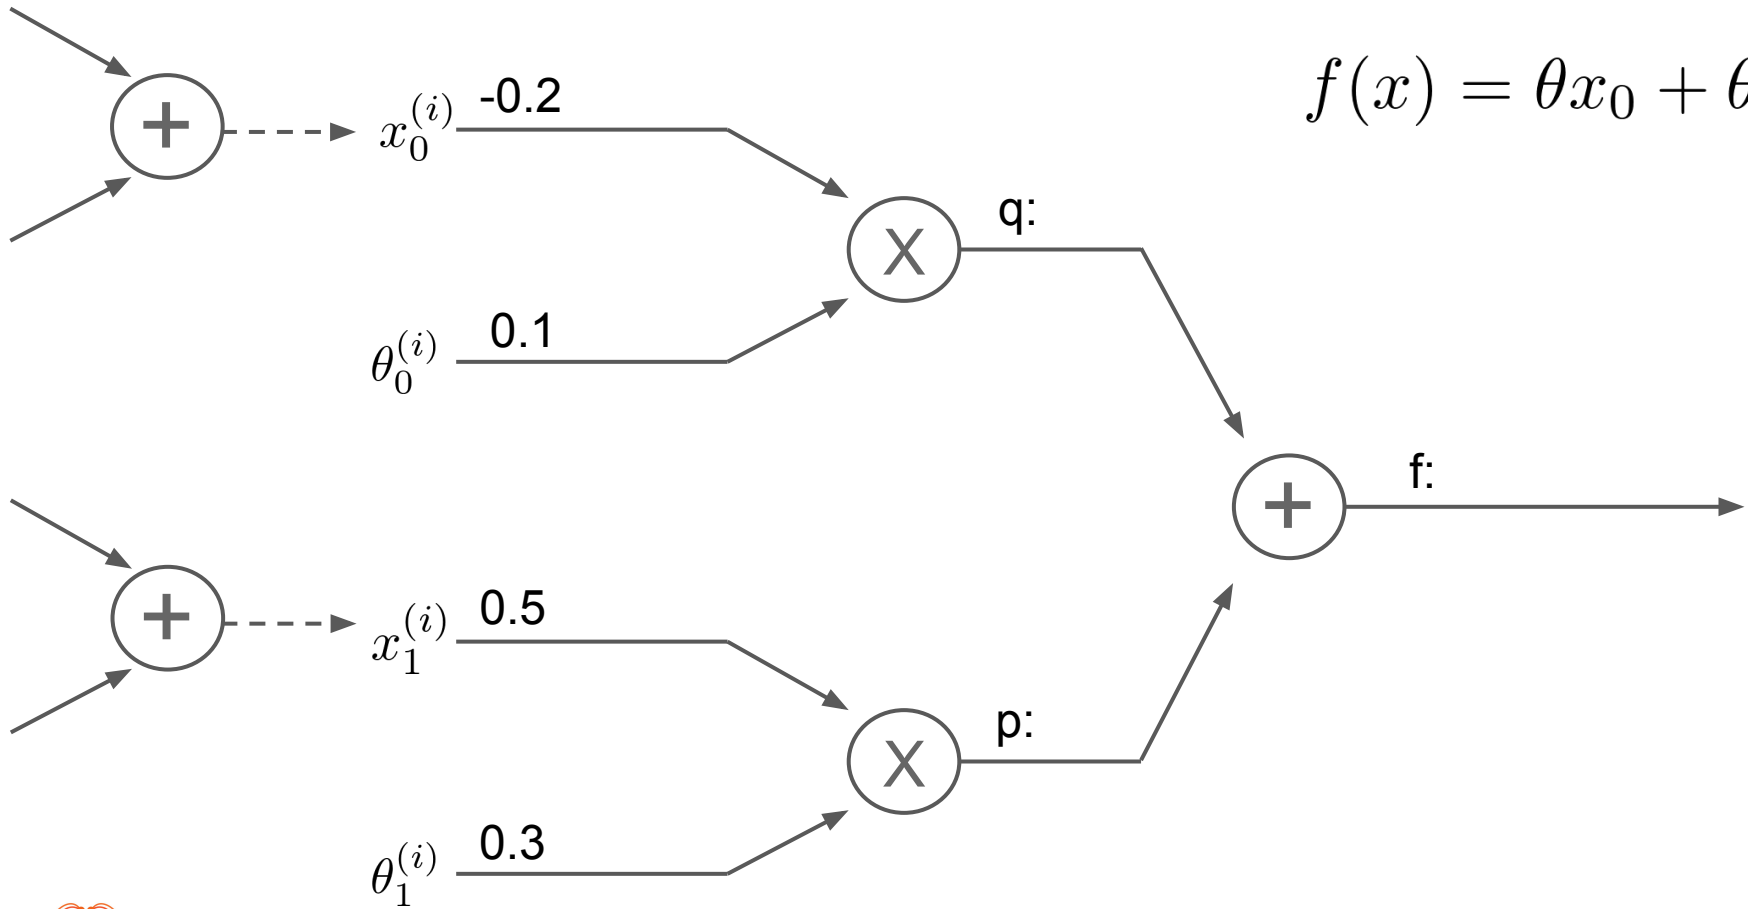 +
x_0^{(i)} -0.2
f(x) = θx_0 + θ
q:
X
θ_0^{(i)} 0.1
f:
+
x_1^{(i)} 0.5
+
p:
X
θ_1^{(i)} 0.3